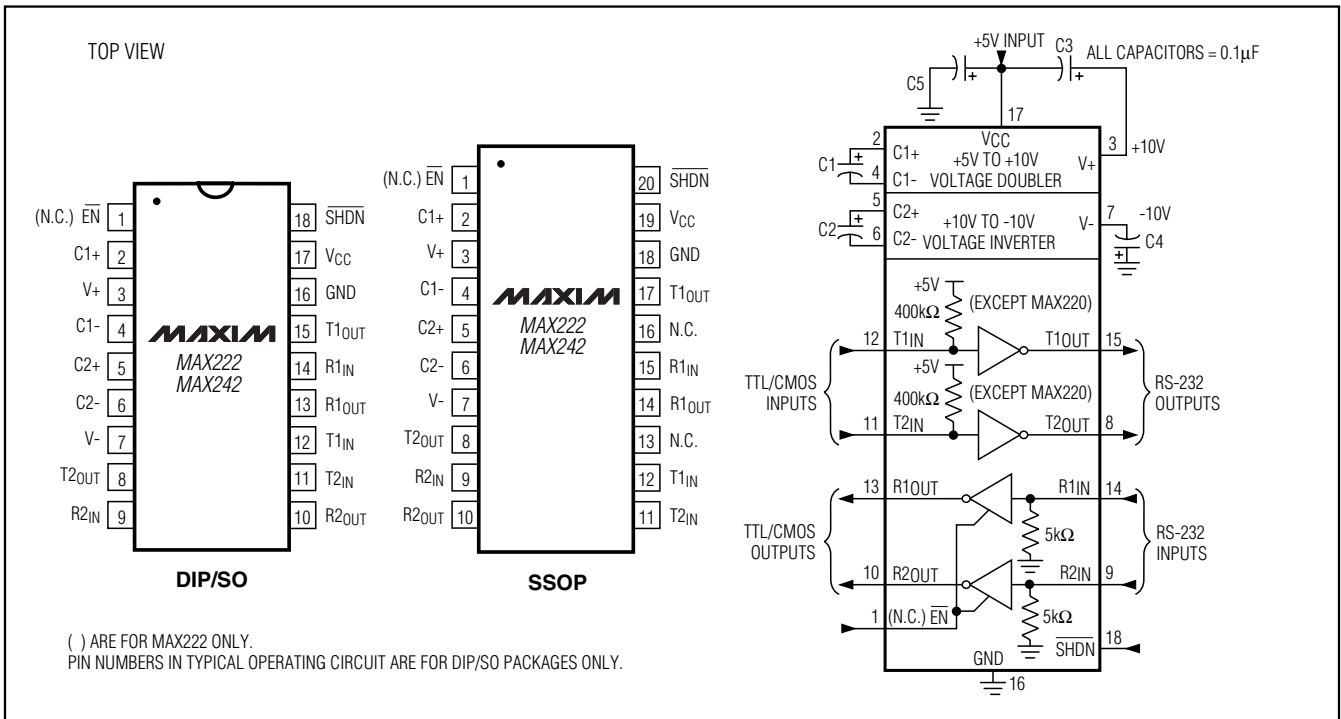 TOP VIEW
(N.C.) EN 1
C1+ 2
V+ 3
C1- 4
C2+ 5
C2- 6
V- 7
T2OUT 8
R2IN 9
18 SHDN
17 VCC
16 GND
15 T1OUT
14 R1IN
13 R1OUT
12 T1IN
11 T2IN
10 R2OUT
MAXIM
MAX222
MAX242
DIP/SO
(N.C.) EN 1
C1+ 2
V+ 3
C1- 4
C2+ 5
C2- 6
V- 7
T2OUT 8
R2IN 9
R2OUT 10
20 SHDN
19 VCC
18 GND
17 T1OUT
16 N.C.
15 R1IN
14 R1OUT
13 N.C.
12 T1IN
11 T2IN
MAXIM
MAX222
MAX242
SSOP
( ) ARE FOR MAX222 ONLY.
PIN NUMBERS IN TYPICAL OPERATING CIRCUIT ARE FOR DIP/SO PACKAGES ONLY.
+5V INPUT
C3
ALL CAPACITORS = 0.1µF
C5
+
+
17
VCC
2
C1+
C1
+
4
C1-
+5V TO +10V
VOLTAGE DOUBLER
V+
3
+10V
5
C2+
C2
+
6
C2-
+10V TO -10V
VOLTAGE INVERTER
V-
7
-10V
C4
+
+5V
400kΩ
(EXCEPT MAX220)
12
T1IN
T1OUT
15
+5V
400kΩ
(EXCEPT MAX220)
11
T2IN
T2OUT
8
TTL/CMOS
INPUTS
RS-232
OUTPUTS
13
R1OUT
R1IN
14
5kΩ
10
R2OUT
R2IN
9
5kΩ
TTL/CMOS
OUTPUTS
RS-232
INPUTS
1
(N.C.) EN
SHDN
18
GND
16